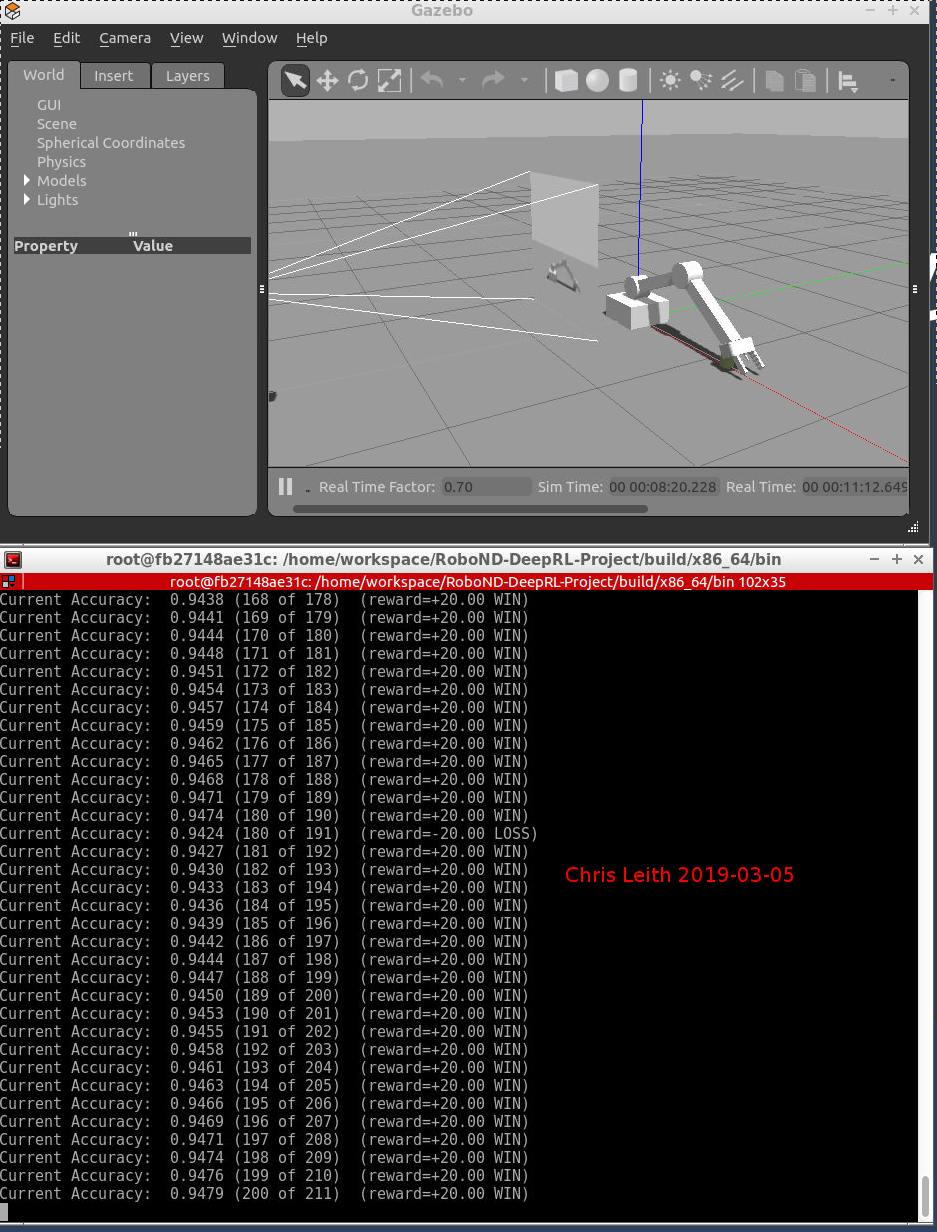 Gazebo
File Edit Camera View Window Help
World Insert Layers
GUI
Scene
Spherical Coordinates
Physics
Models
Lights
Property Value
Real Time Factor: 0.70 Sim Time: 00 00:08:20.228 Real Time: 00 00:11:12.649
root@fb27148ae31c: /home/workspace/RoboND-DeepRL-Project/build/x86_64/bin
root@fb27148ae31c: /home/workspace/RoboND-DeepRL-Project/build/x86_64/bin 102x35
Current Accuracy: 0.9438 (168 of 178) (reward=+20.00 WIN)
Current Accuracy: 0.9441 (169 of 179) (reward=+20.00 WIN)
Current Accuracy: 0.9444 (170 of 180) (reward=+20.00 WIN)
Current Accuracy: 0.9448 (171 of 181) (reward=+20.00 WIN)
Current Accuracy: 0.9451 (172 of 182) (reward=+20.00 WIN)
Current Accuracy: 0.9454 (173 of 183) (reward=+20.00 WIN)
Current Accuracy: 0.9457 (174 of 184) (reward=+20.00 WIN)
Current Accuracy: 0.9459 (175 of 185) (reward=+20.00 WIN)
Current Accuracy: 0.9462 (176 of 186) (reward=+20.00 WIN)
Current Accuracy: 0.9465 (177 of 187) (reward=+20.00 WIN)
Current Accuracy: 0.9468 (178 of 188) (reward=+20.00 WIN)
Current Accuracy: 0.9471 (179 of 189) (reward=+20.00 WIN)
Current Accuracy: 0.9474 (180 of 190) (reward=+20.00 WIN)
Current Accuracy: 0.9424 (180 of 191) (reward=-20.00 LOSS)
Current Accuracy: 0.9427 (181 of 192) (reward=+20.00 WIN)
Current Accuracy: 0.9430 (182 of 193) (reward=+20.00 WIN)
Chris Leith 2019-03-05
Current Accuracy: 0.9433 (183 of 194) (reward=+20.00 WIN)
Current Accuracy: 0.9436 (184 of 195) (reward=+20.00 WIN)
Current Accuracy: 0.9439 (185 of 196) (reward=+20.00 WIN)
Current Accuracy: 0.9442 (186 of 197) (reward=+20.00 WIN)
Current Accuracy: 0.9444 (187 of 198) (reward=+20.00 WIN)
Current Accuracy: 0.9447 (188 of 199) (reward=+20.00 WIN)
Current Accuracy: 0.9450 (189 of 200) (reward=+20.00 WIN)
Current Accuracy: 0.9453 (190 of 201) (reward=+20.00 WIN)
Current Accuracy: 0.9455 (191 of 202) (reward=+20.00 WIN)
Current Accuracy: 0.9458 (192 of 203) (reward=+20.00 WIN)
Current Accuracy: 0.9461 (193 of 204) (reward=+20.00 WIN)
Current Accuracy: 0.9463 (194 of 205) (reward=+20.00 WIN)
Current Accuracy: 0.9466 (195 of 206) (reward=+20.00 WIN)
Current Accuracy: 0.9469 (196 of 207) (reward=+20.00 WIN)
Current Accuracy: 0.9471 (197 of 208) (reward=+20.00 WIN)
Current Accuracy: 0.9474 (198 of 209) (reward=+20.00 WIN)
Current Accuracy: 0.9476 (199 of 210) (reward=+20.00 WIN)
Current Accuracy: 0.9479 (200 of 211) (reward=+20.00 WIN)